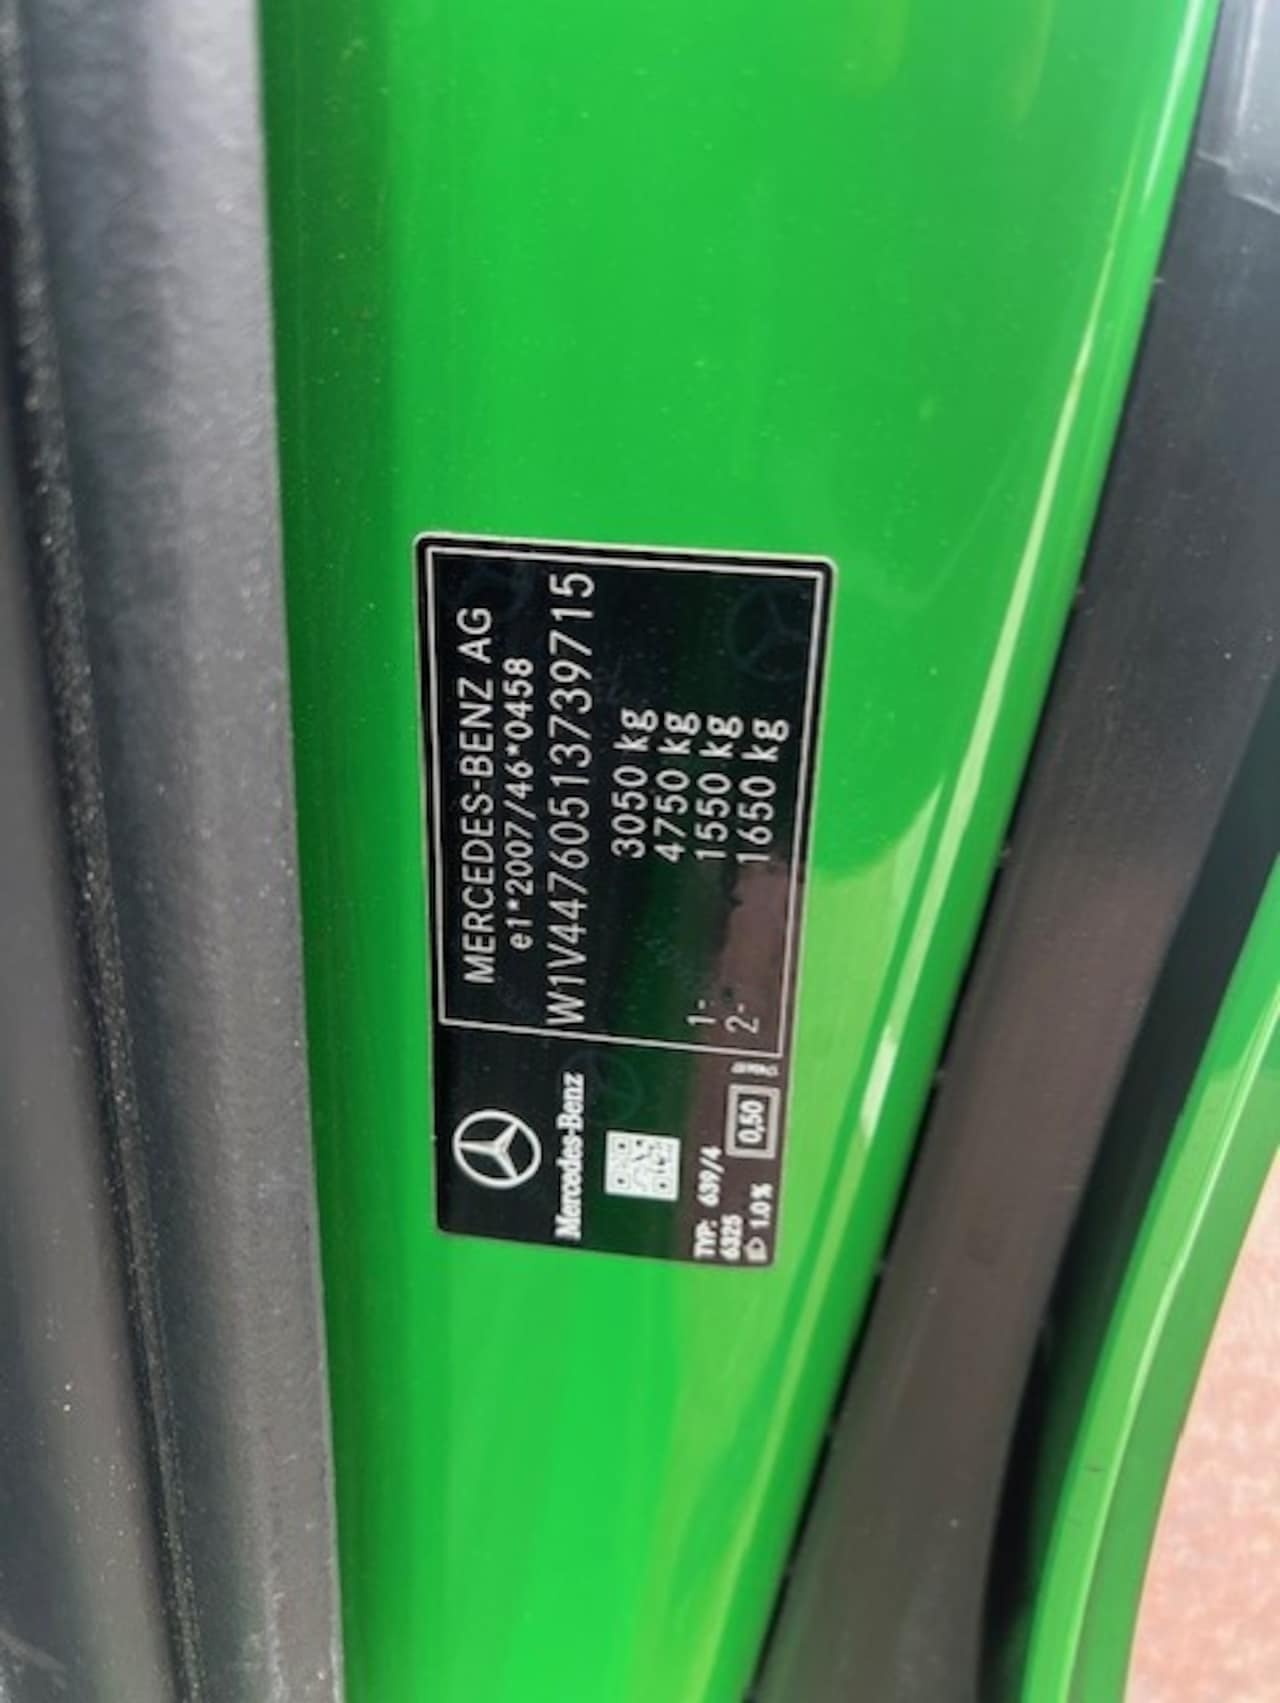 MERCEDES-BENZ AG
e1*2007/46*0458
W1V44760513739715
3050 kg
4750 kg
1- 1550 kg
2- 1650 kg
Mercedes-Benz
TYP: 639/4
6325
1.0% 0,50